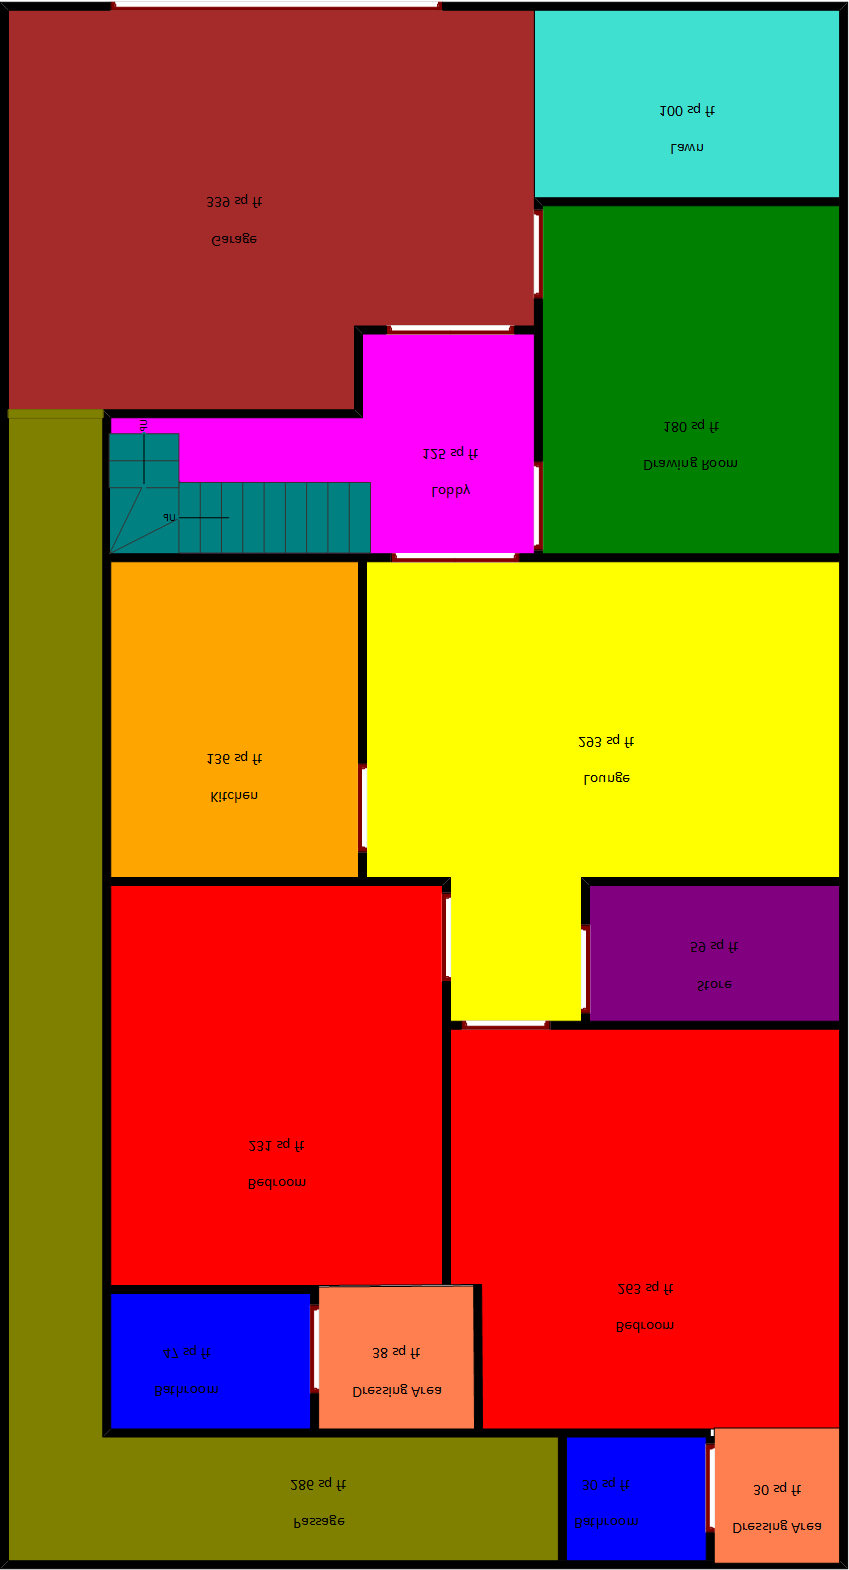 100 sq ft
Lawn
339 sq ft
Garage
up
180 sq ft
Drawing Room
125 sq ft
Lobby
up
293 sq ft
Lounge
136 sq ft
Kitchen
59 sq ft
Store
231 sq ft
Bedroom
263 sq ft
Bedroom
47 sq ft
Bathroom
38 sq ft
Dressing Area
286 sq ft
Passage
30 sq ft
Bathroom
30 sq ft
Dressing Area